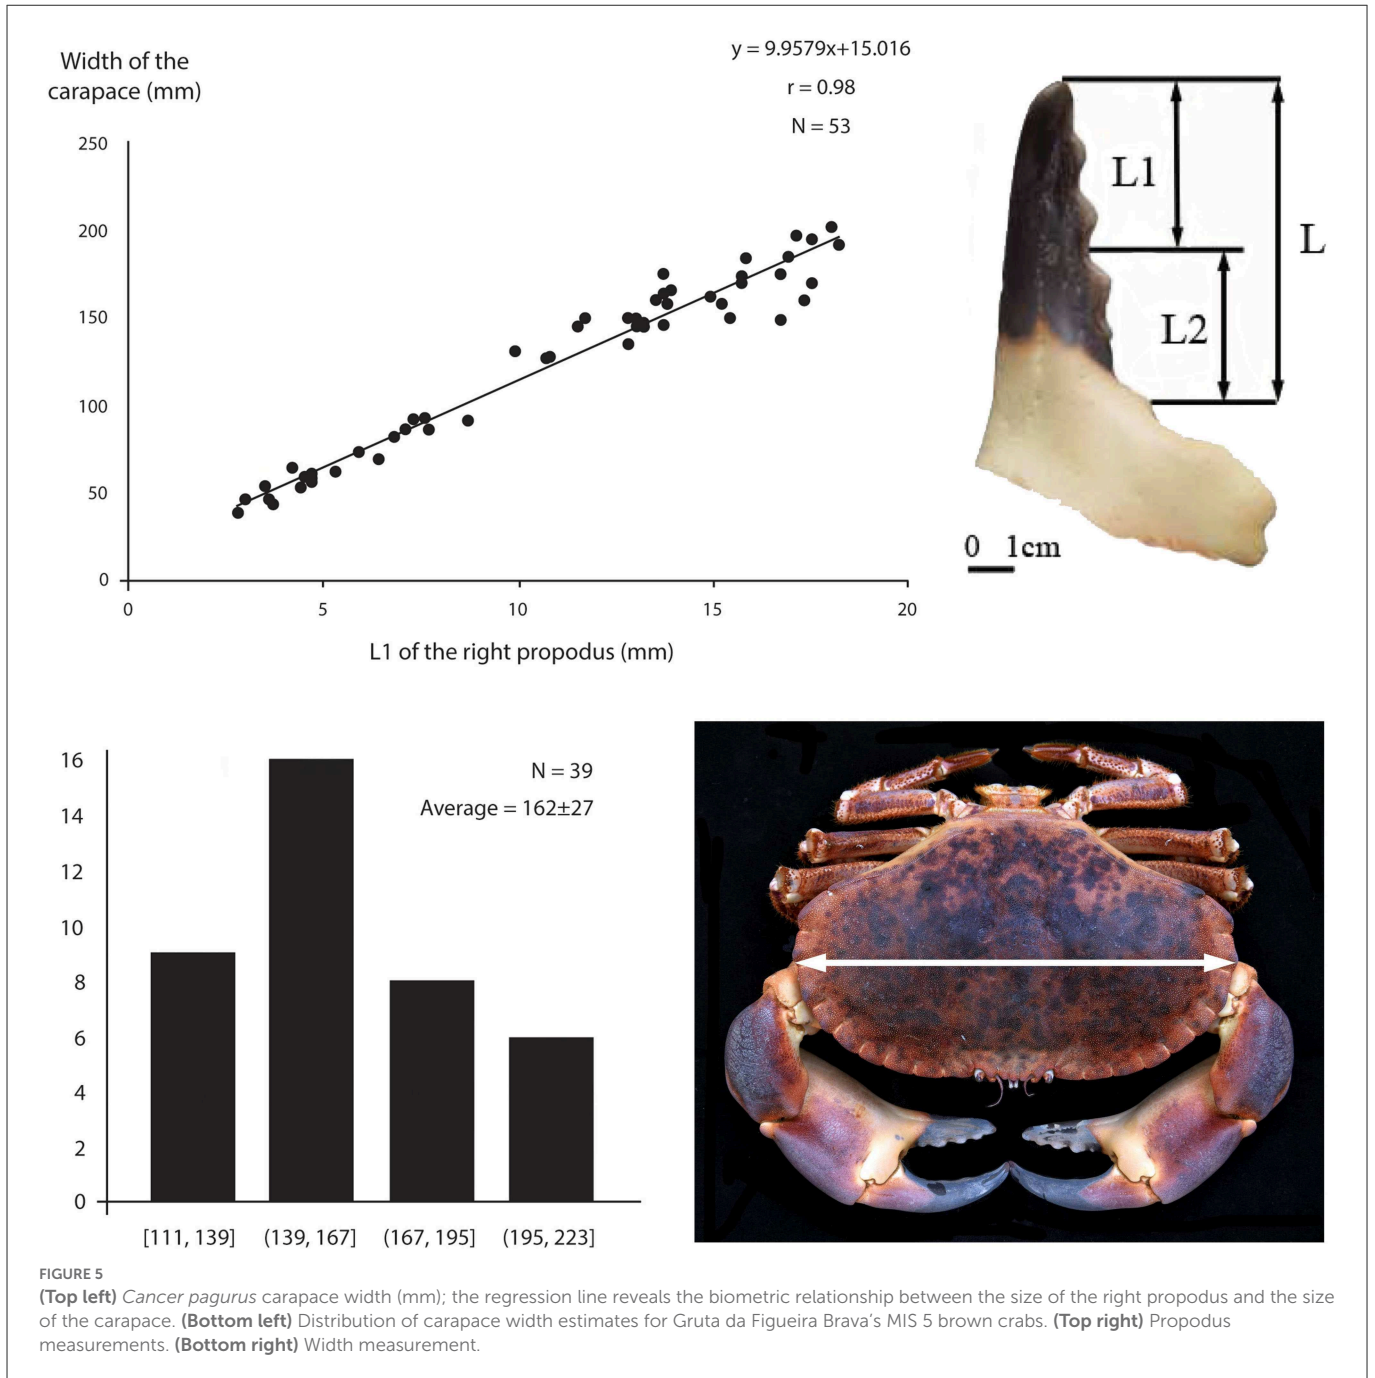 Width of the
carapace (mm)
y = 9.9579x+15.016
r = 0.98
N = 53
250
200
150
100
50
0
0 5 10 15 20
L1 of the right propodus (mm)
L1
L
L2
0 1cm
16
14
12
10
8
6
4
2
0
N = 39
Average = 162±27
[111, 139] (139, 167] (167, 195] (195, 223]
FIGURE 5
(Top left) Cancer pagurus carapace width (mm); the regression line reveals the biometric relationship between the size of the right propodus and the size
of the carapace. (Bottom left) Distribution of carapace width estimates for Gruta da Figueira Brava's MIS 5 brown crabs. (Top right) Propodus
measurements. (Bottom right) Width measurement.